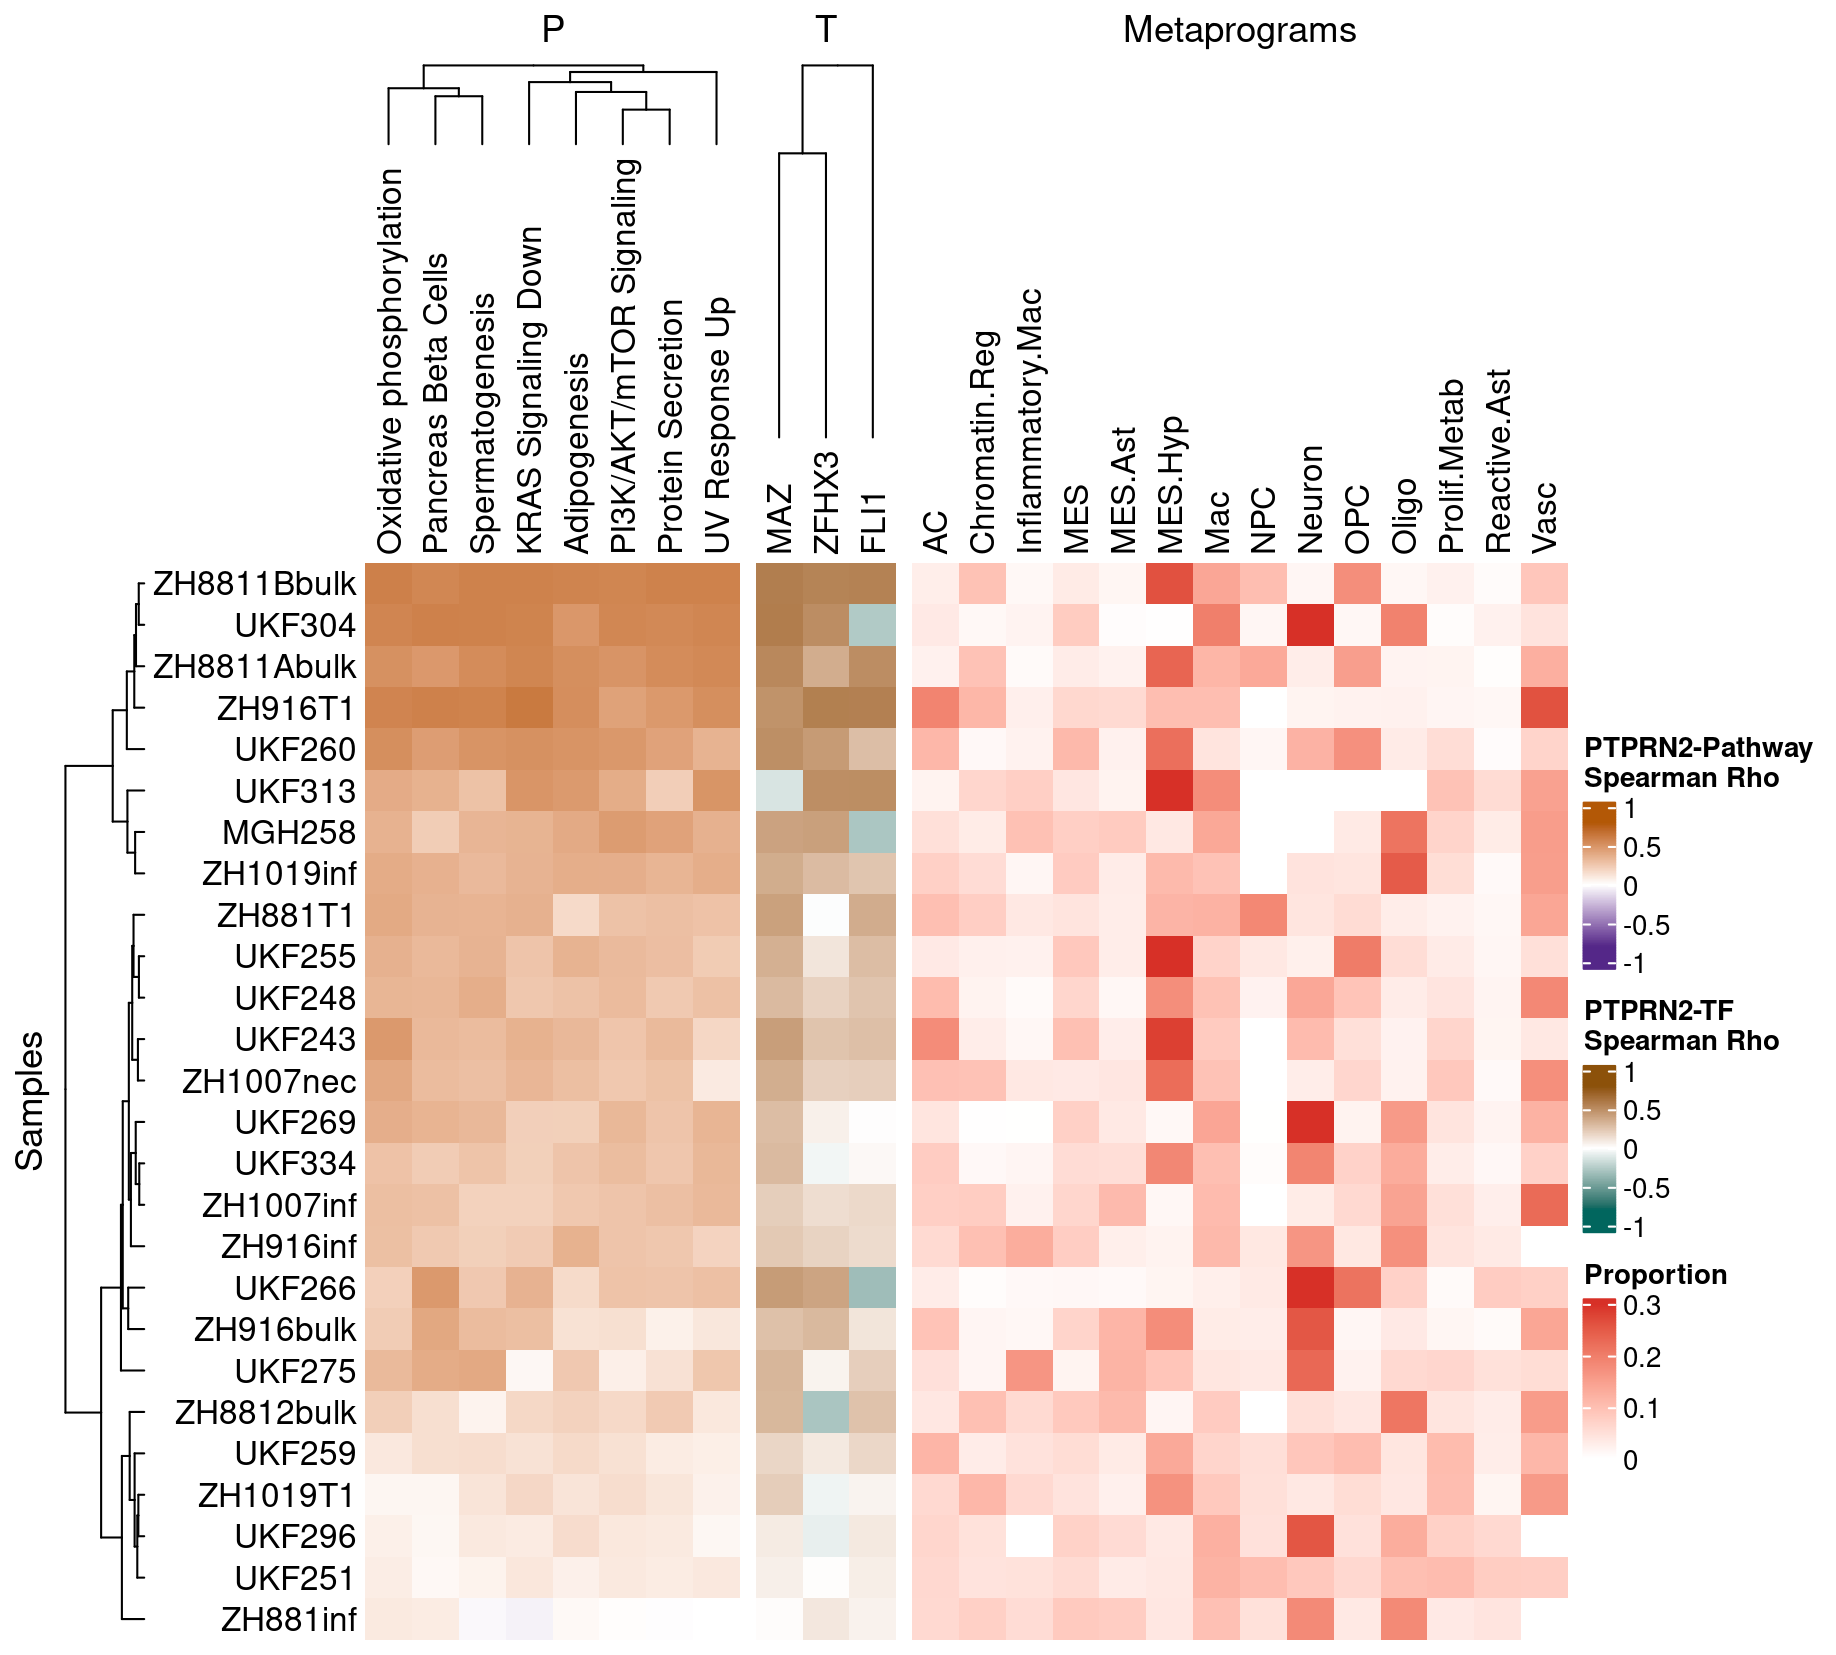 P
T
Metaprograms
Oxidative phosphorylation
Pancreas Beta Cells
Spermatogenesis
KRAS Signaling Down
Adipogenesis
PI3K/AKT/mTOR Signaling
Protein Secretion
UV Response Up
MAZ
ZFHX3
FLI1
AC
Chromatin.Reg
Inflammatory.Mac
MES
MES.Ast
MES.Hyp
Mac
NPC
Neuron
OPC
Oligo
Prolif.Metab
Reactive.Ast
Vasc
Samples
ZH8811Bbulk
UKF304
ZH8811Abulk
ZH916T1
UKF260
UKF313
MGH258
ZH1019inf
ZH881T1
UKF255
UKF248
UKF243
ZH1007nec
UKF269
UKF334
ZH1007inf
ZH916inf
UKF266
ZH916bulk
UKF275
ZH8812bulk
UKF259
ZH1019T1
UKF296
UKF251
ZH881inf
PTPRN2-Pathway
Spearman Rho
1
0.5
0
-0.5
-1
PTPRN2-TF
Spearman Rho
1
0.5
0
-0.5
-1
Proportion
0.3
0.2
0.1
0